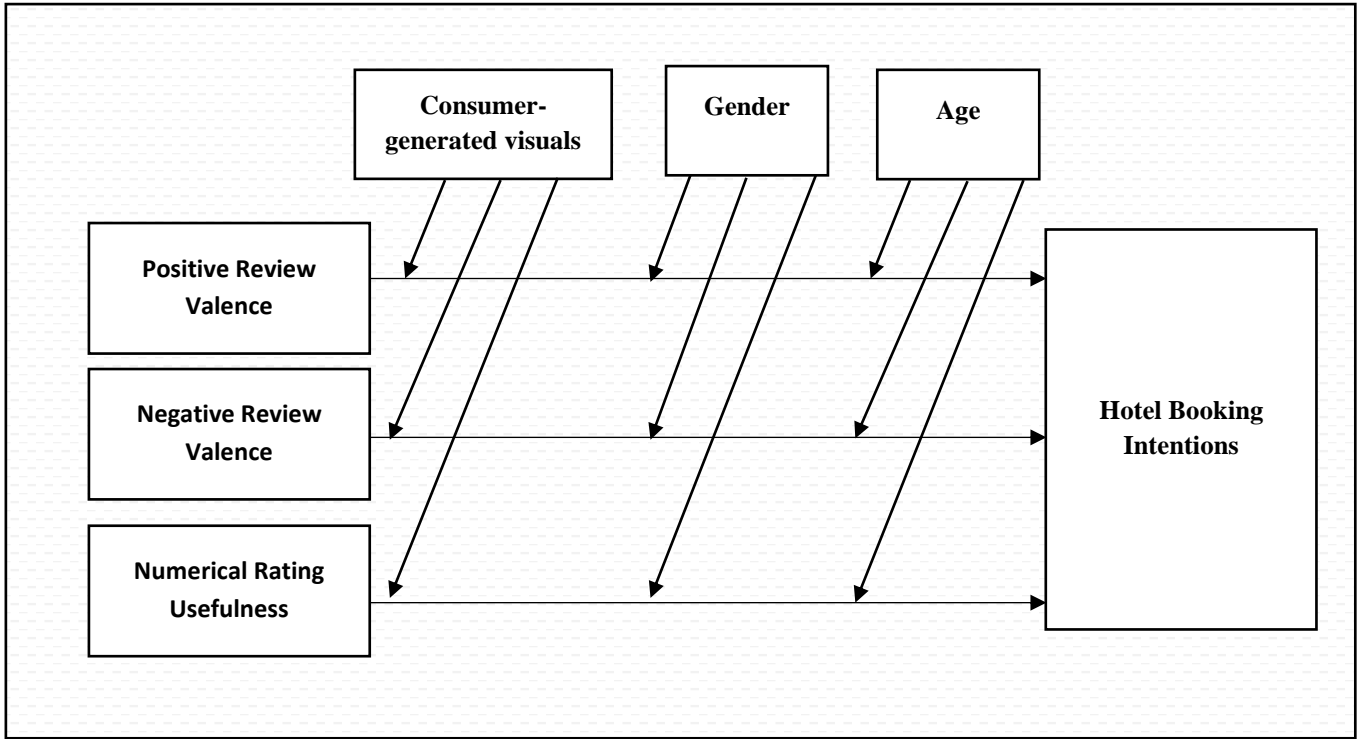 Consumer-
generated visuals
Gender
Age
Positive Review
Valence
Negative Review
Valence
Numerical Rating
Usefulness
Hotel Booking
Intentions